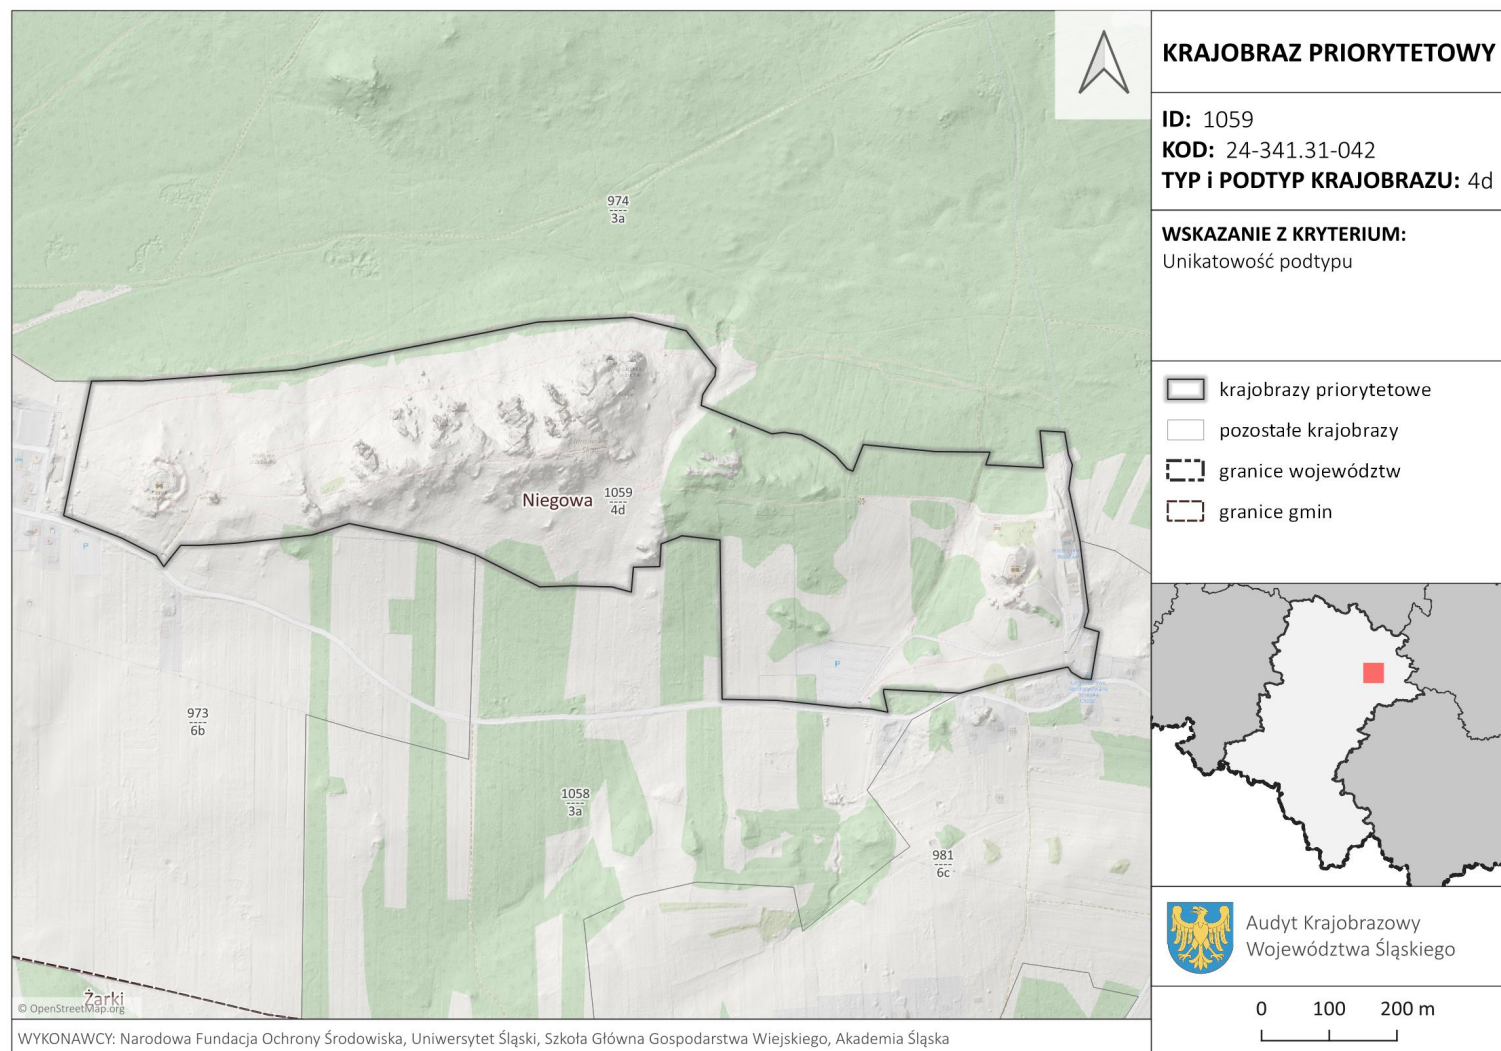 KRAJOBRAZ PRIORYTETOWY
ID: 1059
KOD: 24-341.31-042
TYP i PODTYP KRAJOBRAZU: 4d
WSKAZANIE Z KRYTERIUM:
Unikatowość podtypu
krajobrazy priorytetowe
pozostałe krajobrazy
granice województw
granice gmin
Audyt Krajobrazowy
Województwa Śląskiego
0 100 200 m
974
3a
Niegowa
1059
4d
P
P
973
6b
1058
3a
981
6c
Żarki
© OpenStreetMap.org
WYKONAWCY: Narodowa Fundacja Ochrony Środowiska, Uniwersytet Śląski, Szkoła Główna Gospodarstwa Wiejskiego, Akademia Śląska